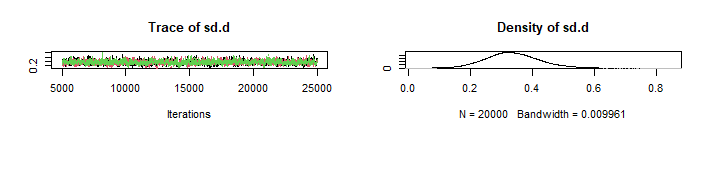 Trace of sd.d
0.2
5000 10000 15000 20000 25000
Iterations
Density of sd.d
0
0.0 0.2 0.4 0.6 0.8
N = 20000 Bandwidth = 0.009961